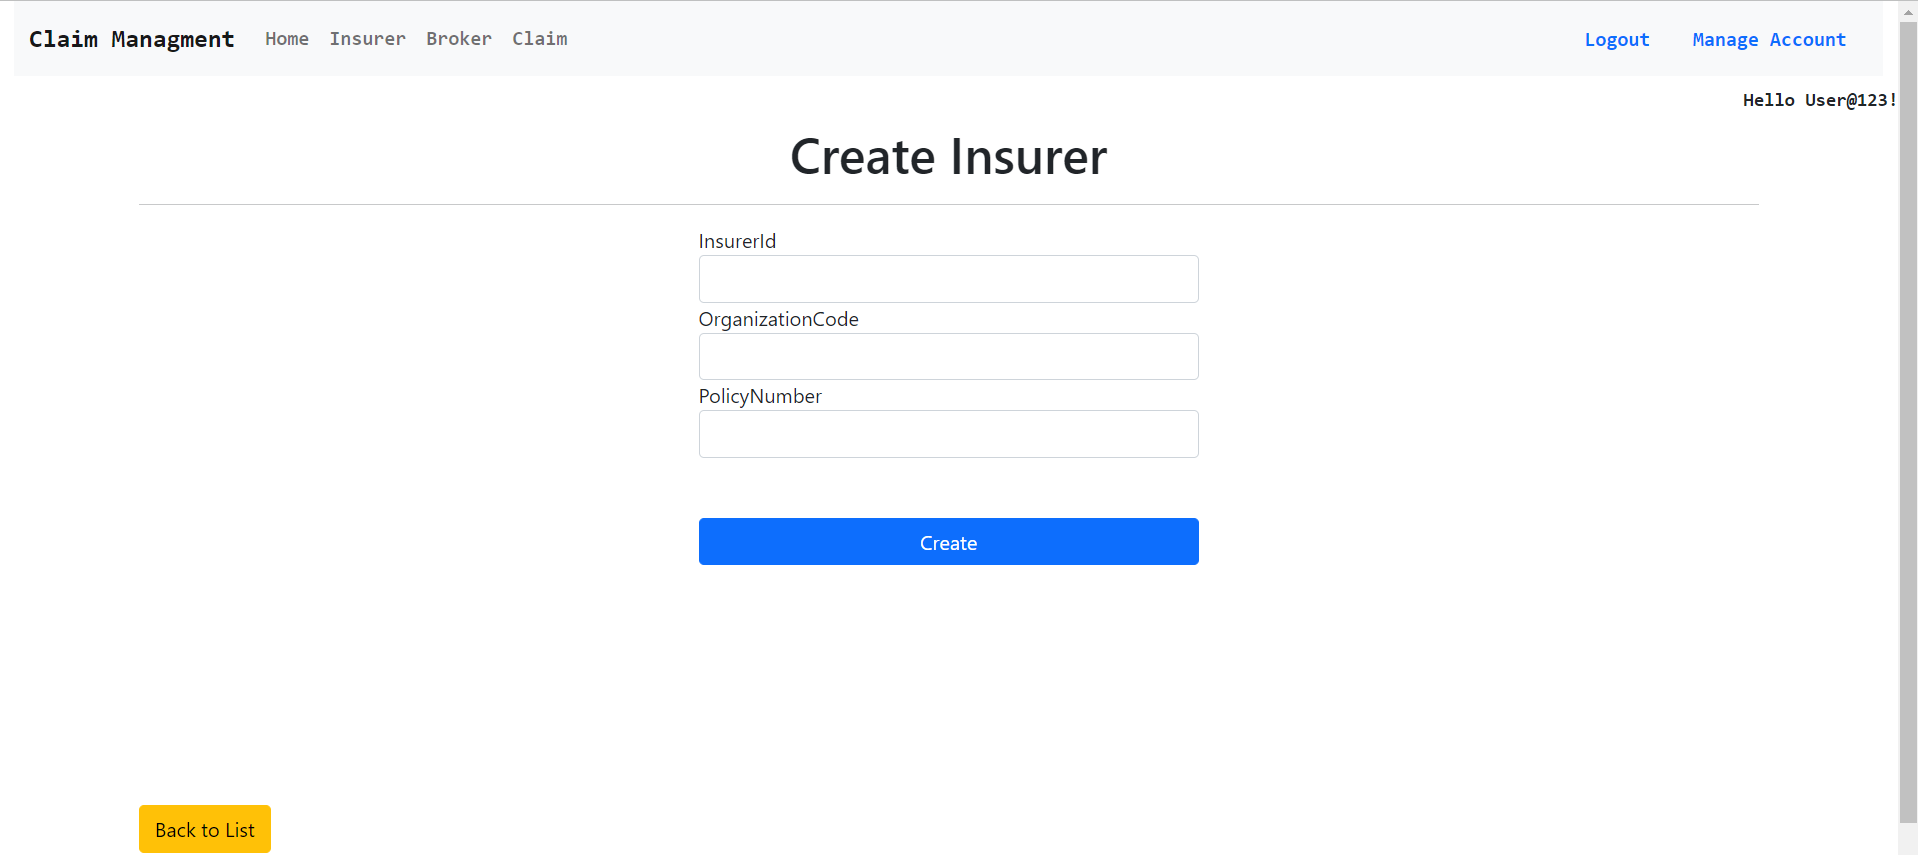 Claim Managment Home Insurer Broker Claim Logout Manage Account
Hello User@123!
Create Insurer
InsurerId
OrganizationCode
PolicyNumber
Create
Back to List